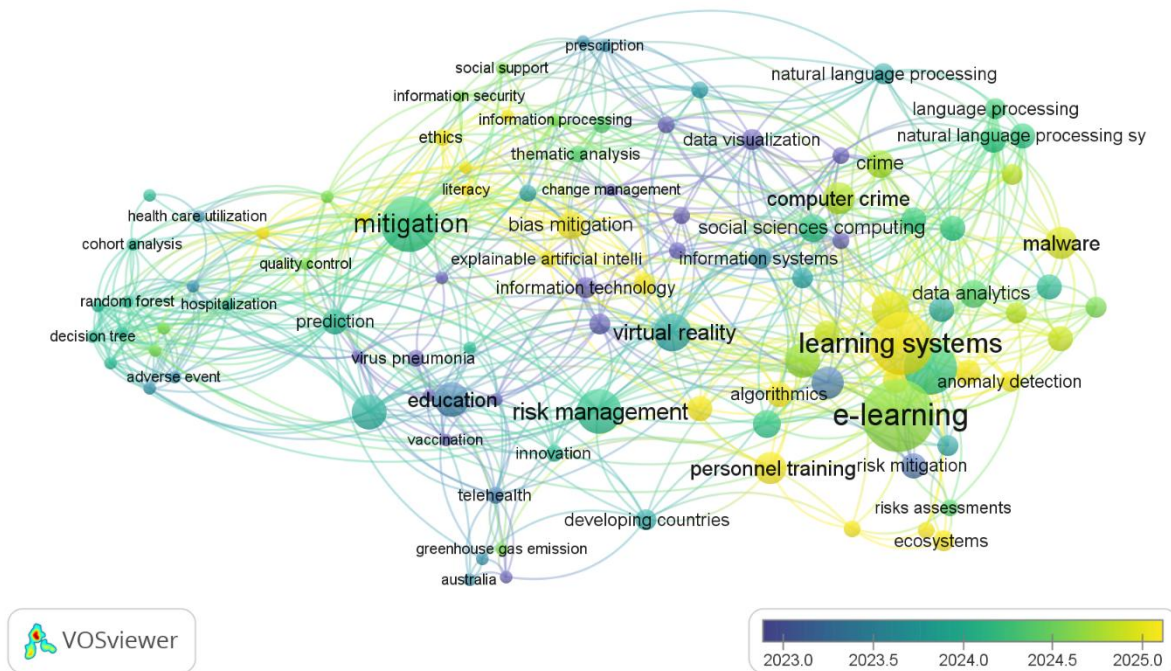 prescription
social support
natural language processing
information security
language processing
information processing
ethics
data visualization
natural language processing sy
thematic analysis
crime
literacy
change management
computer crime
health care utilization
mitigation
bias mitigation
social sciences computing
cohort analysis
malware
quality control
explainable artificial intelli
information systems
information technology
data analytics
random forest
hospitalization
prediction
virtual reality
learning systems
decision tree
virus pneumonia
adverse event
anomaly detection
education
algorithmics
risk management
e-learning
vaccination
innovation
personnel training
risk mitigation
telehealth
risks assessments
developing countries
ecosystems
greenhouse gas emission
australia
VOSviewer
2023.0 2023.5 2024.0 2024.5 2025.0